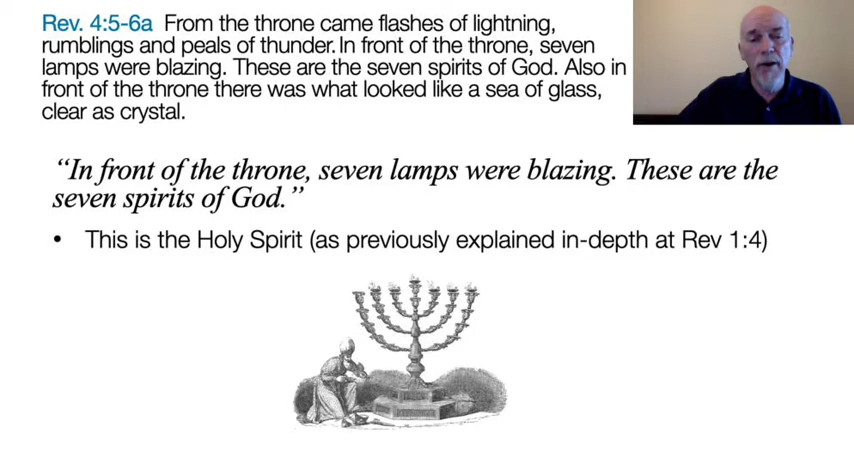 Rev. 4:5-6a From the throne came flashes of lightning,
rumblings and peals of thunder. In front of the throne, seven
lamps were blazing. These are the seven spirits of God. Also in
front of the throne there was what looked like a sea of glass,
clear as crystal.
“In front of the throne, seven lamps were blazing. These are the
seven spirits of God.”
• This is the Holy Spirit (as previously explained in-depth at Rev 1:4)